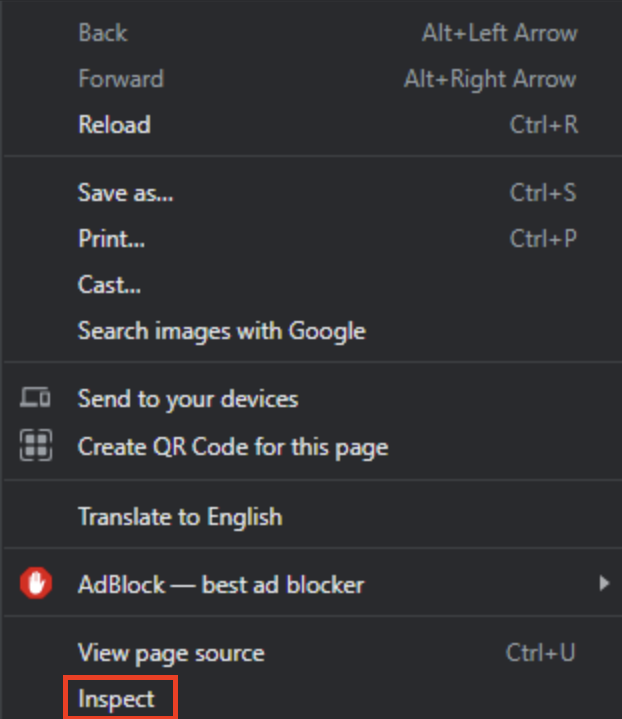 Back Alt+Left Arrow
Forward Alt+Right Arrow
Reload Ctrl+R
Save as... Ctrl+S
Print... Ctrl+P
Cast...
Search images with Google
Send to your devices
Create QR Code for this page
Translate to English
AdBlock — best ad blocker
View page source Ctrl+U
Inspect